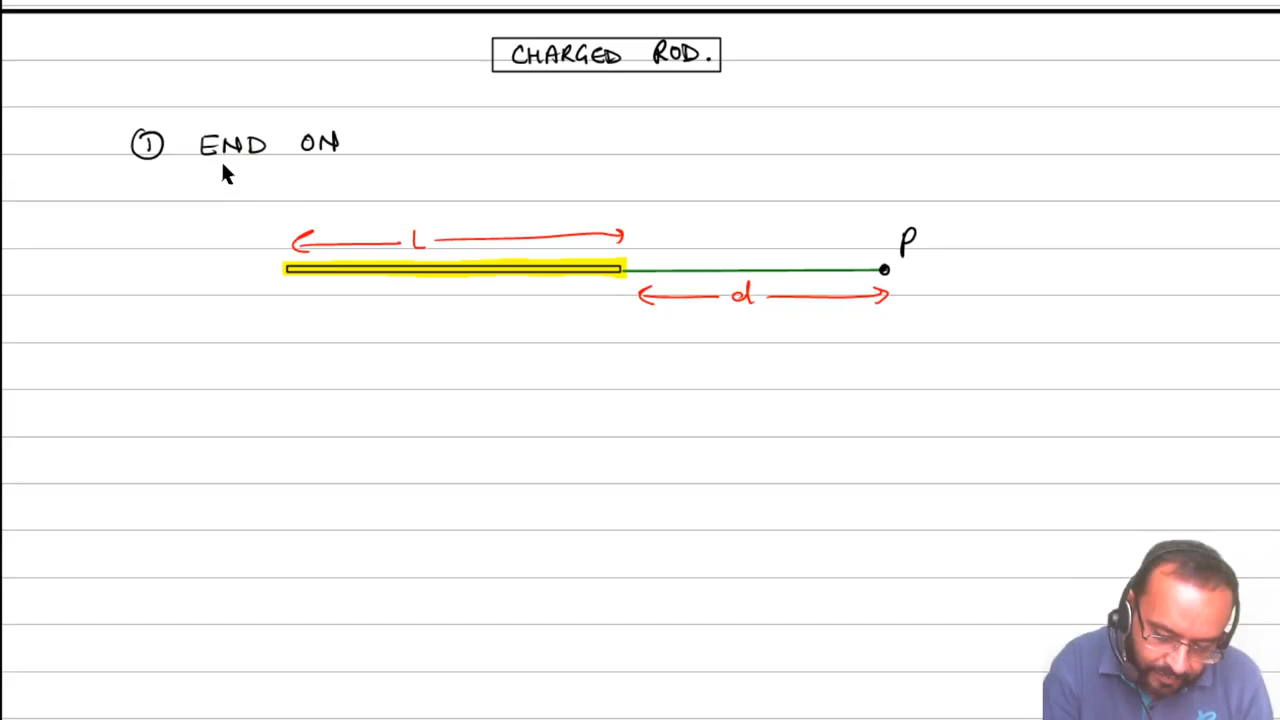 CHARGED ROD.
① END ON
L
P
d